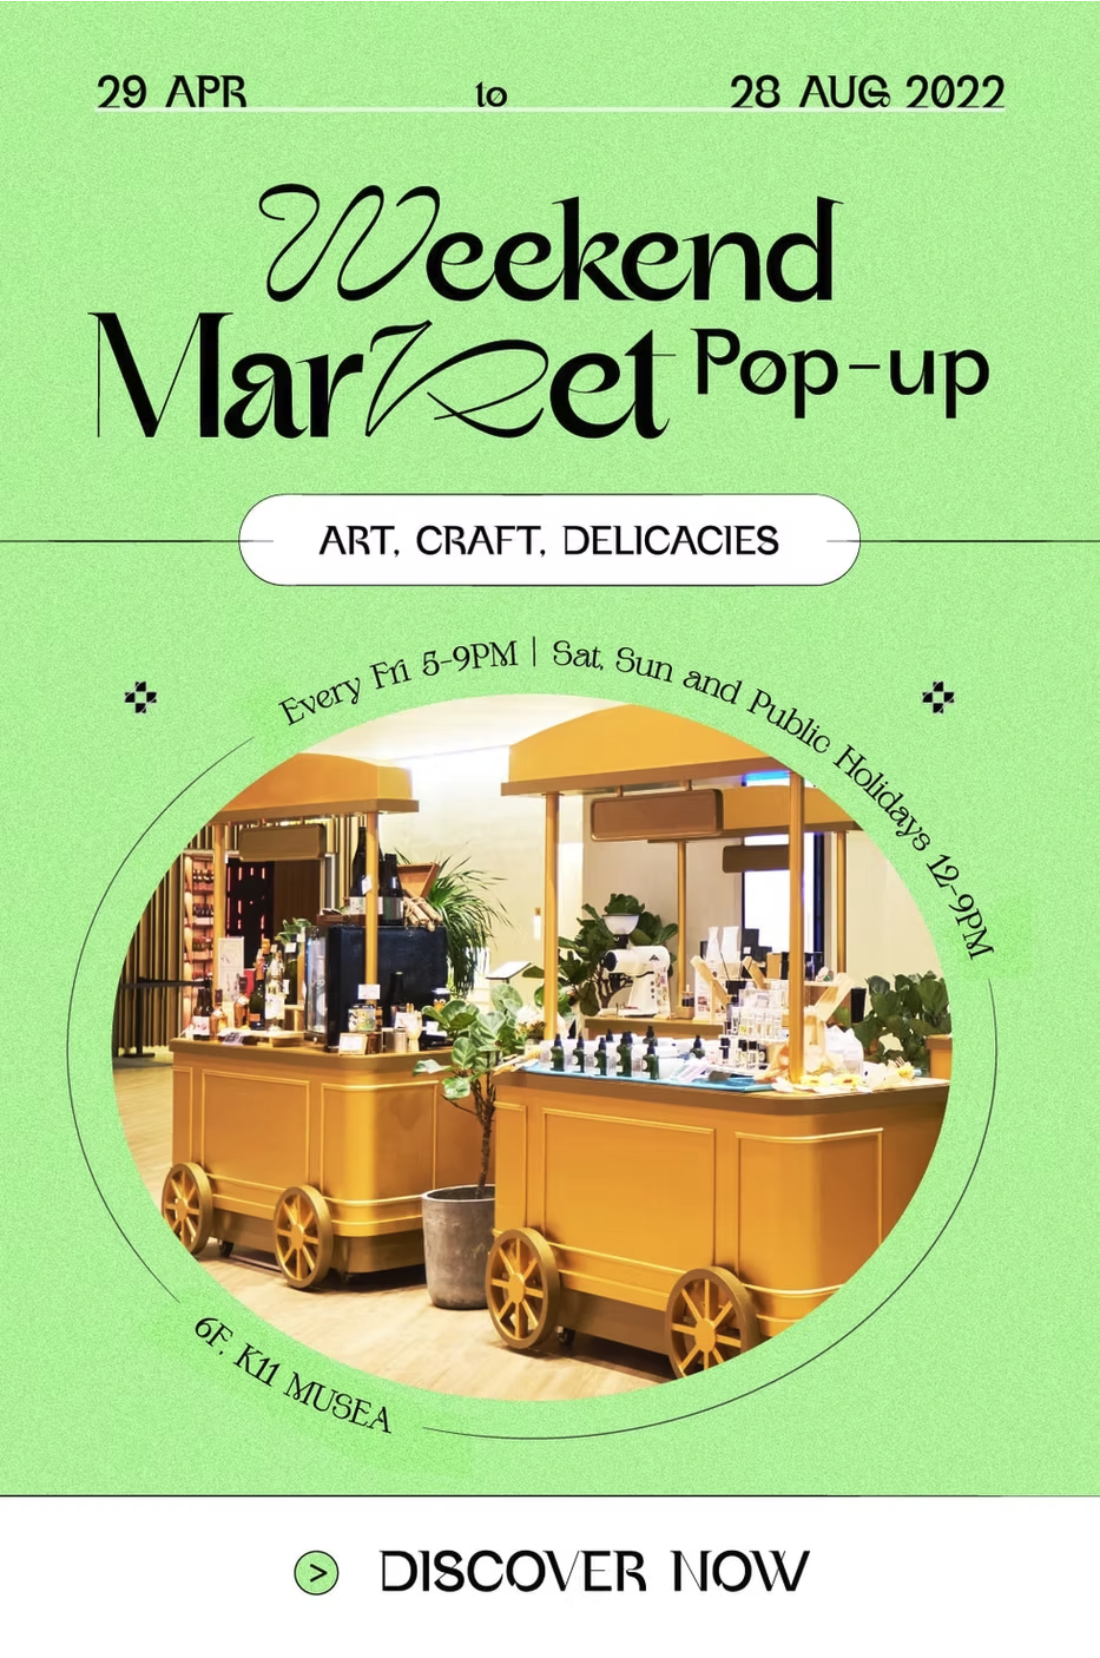 29 APR to 28 AUG 2022
Weekend
Market Pop-up
ART, CRAFT, DELICACIES
Every Fri 5-9PM | Sat, Sun and Public Holidays 12-9PM
6F, K11 MUSEA
> DISCOVER NOW